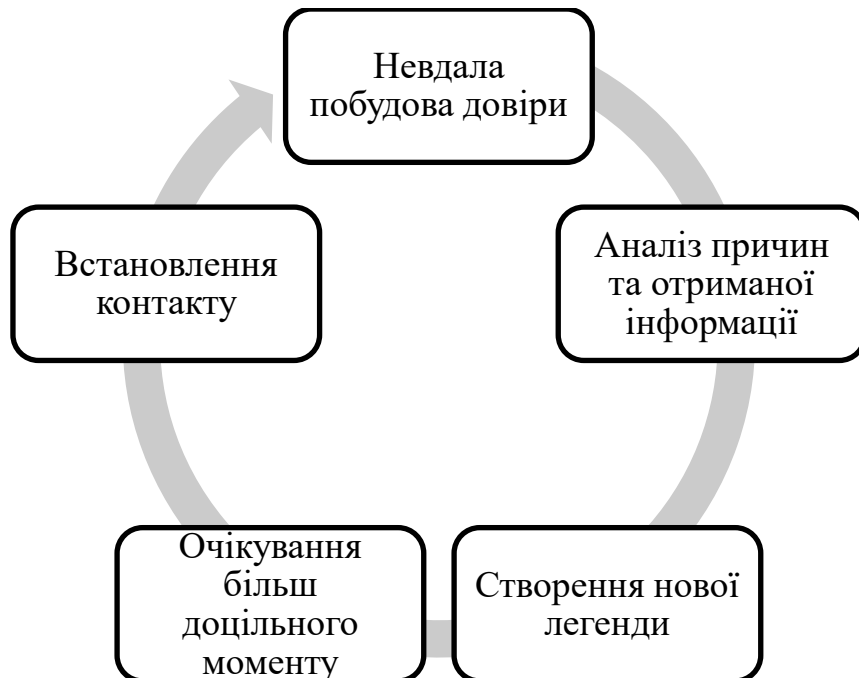 Невдала
побудова довіри
Аналіз причин
та отриманої
інформації
Створення нової
легенди
Очікування
більш
доцільного
моменту
Встановлення
контакту